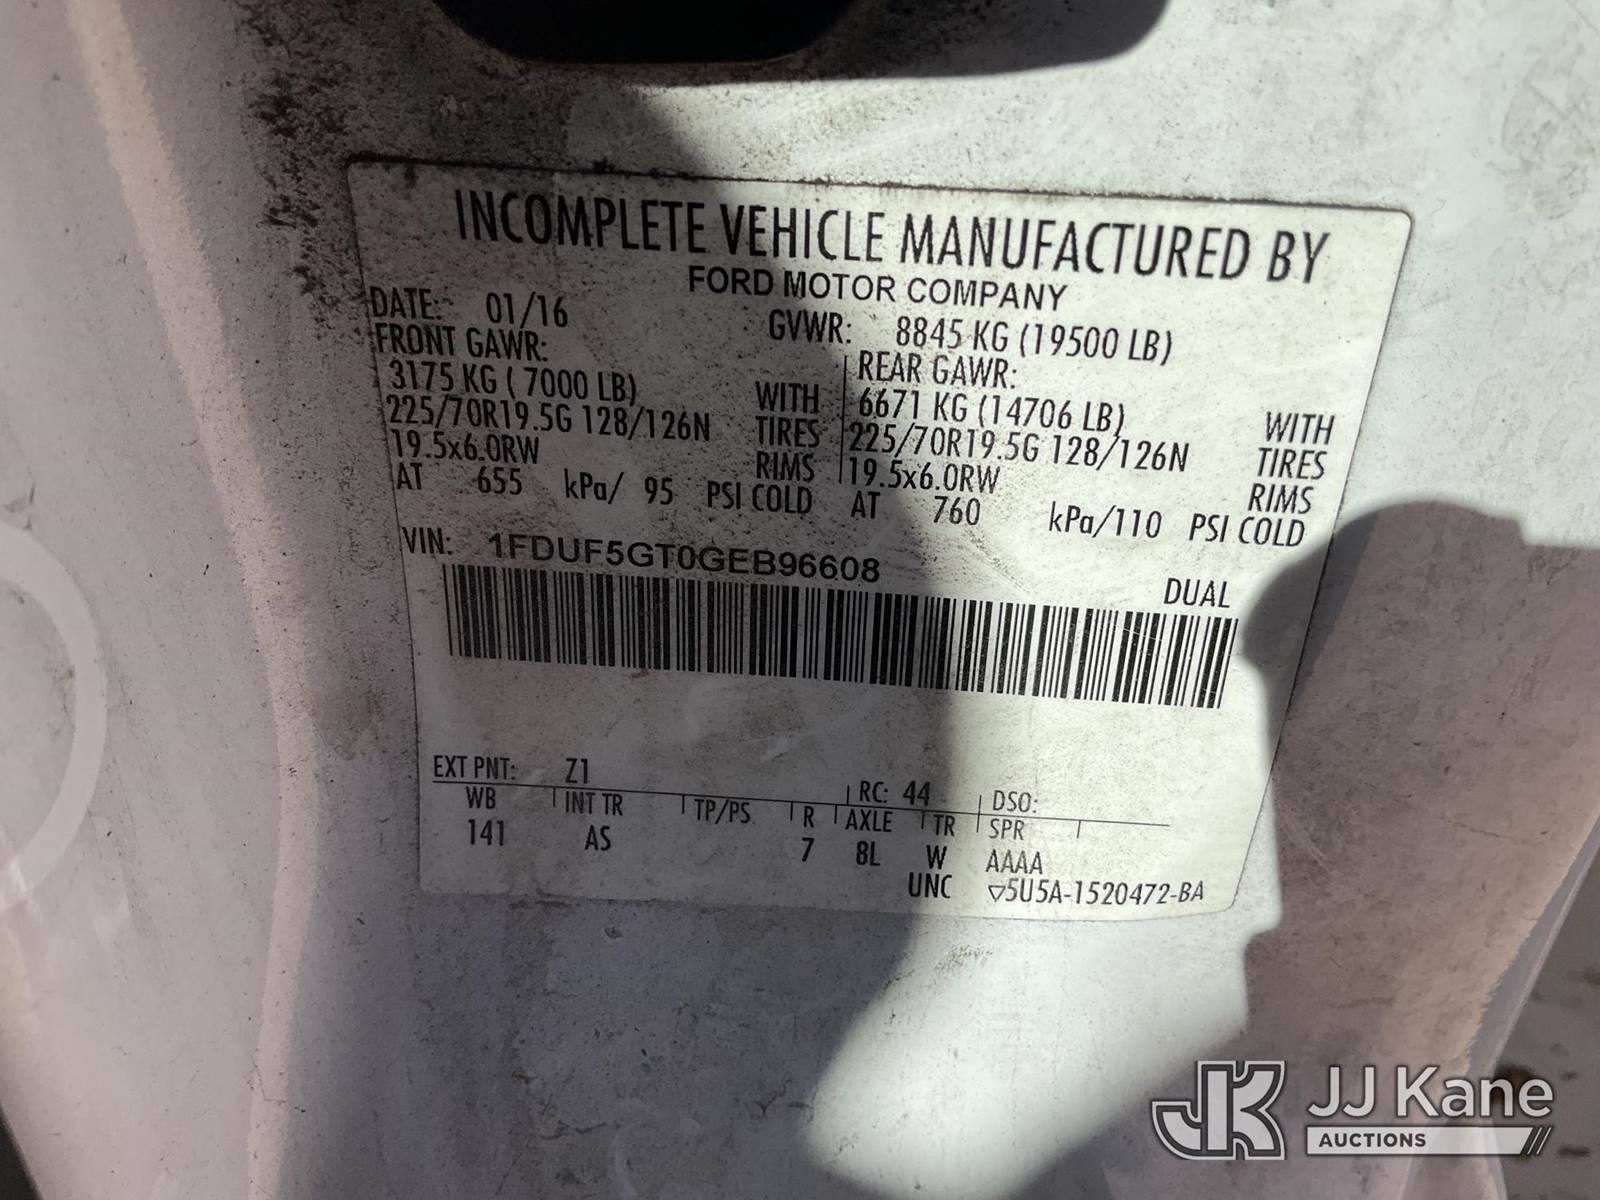 INCOMPLETE VEHICLE MANUFACTURED BY
FORD MOTOR COMPANY
DATE: 01/16 GVWR: 8845 KG (19500 LB)
FRONT GAWR: REAR GAWR:
3175 KG ( 7000 LB) WITH 6671 KG (14706 LB) WITH
225/70R19.5G 128/126N TIRES 225/70R19.5G 128/126N TIRES
19.5x6.0RW RIMS 19.5x6.0RW RIMS
AT 655 kPa/ 95 PSI COLD AT 760 kPa/110 PSI COLD
VIN: 1FDUF5GT0GEB96608
DUAL
EXT PNT: Z1 RC: 44 DSO:
WB INT TR TP/PS R AXLE TR SPR
141 AS 7 8L W AAAA
UNC ▽5U5A-1520472-BA
JK JJ Kane
AUCTIONS